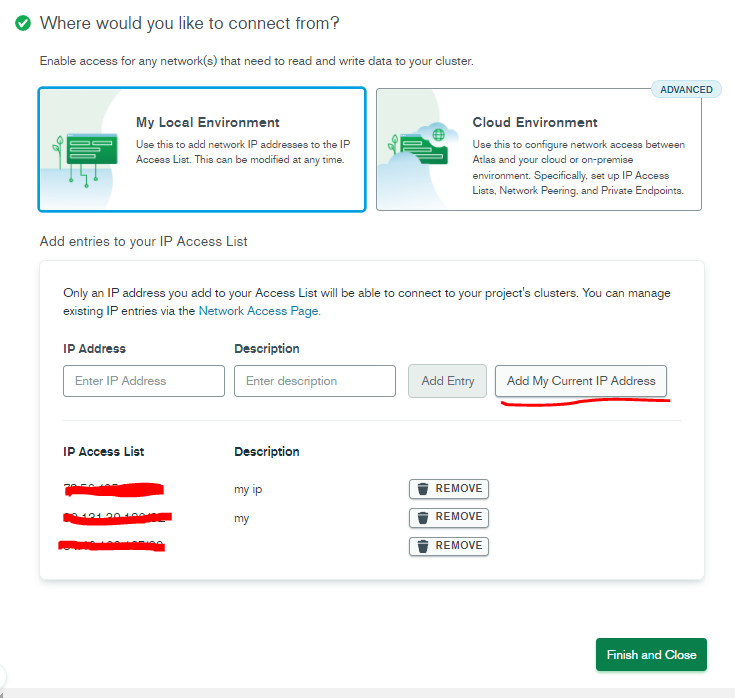 Where would you like to connect from?
Enable access for any network(s) that need to read and write data to your cluster.
ADVANCED
My Local Environment
Use this to add network IP addresses to the IP
Access List. This can be modified at any time.
Cloud Environment
Use this to configure network access between
Atlas and your cloud or on-premise
environment. Specifically, set up IP Access
Lists, Network Peering, and Private Endpoints.
Add entries to your IP Access List
Only an IP address you add to your Access List will be able to connect to your project's clusters. You can manage
existing IP entries via the Network Access Page.
IP Address Description
Enter IP Address Enter description Add Entry Add My Current IP Address
IP Access List Description
my ip REMOVE
my REMOVE
REMOVE
Finish and Close